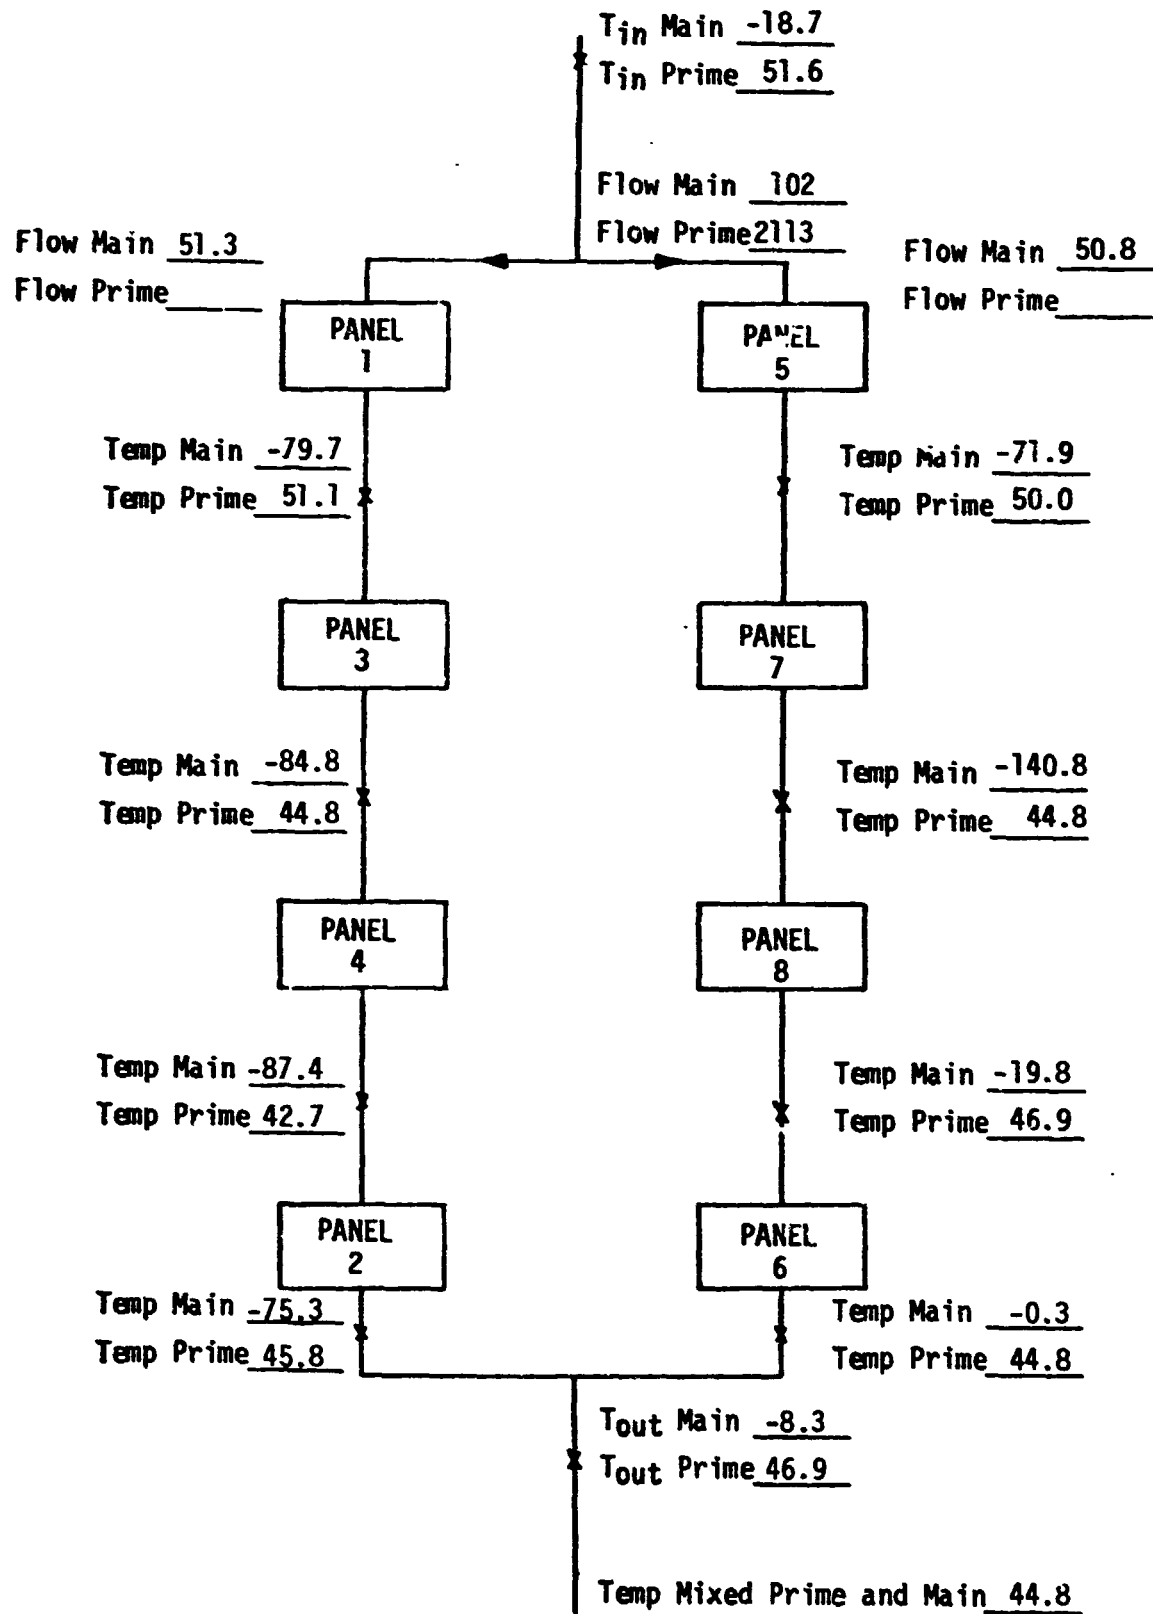 Tin Main -18.7
Tin Prime 51.6
Flow Main 102
Flow Prime 2113
Flow Main 51.3
Flow Prime
Flow Main 50.8
Flow Prime
PANEL
1
PANEL
5
Temp Main -79.7
Temp Prime 51.1
Temp Main -71.9
Temp Prime 50.0
PANEL
3
PANEL
7
Temp Main -84.8
Temp Prime 44.8
Temp Main -140.8
Temp Prime 44.8
PANEL
4
PANEL
8
Temp Main -87.4
Temp Prime 42.7
Temp Main -19.8
Temp Prime 46.9
PANEL
2
PANEL
6
Temp Main -75.3
Temp Prime 45.8
Temp Main -0.3
Temp Prime 44.8
Tout Main -8.3
Tout Prime 46.9
Temp Mixed Prime and Main 44.8